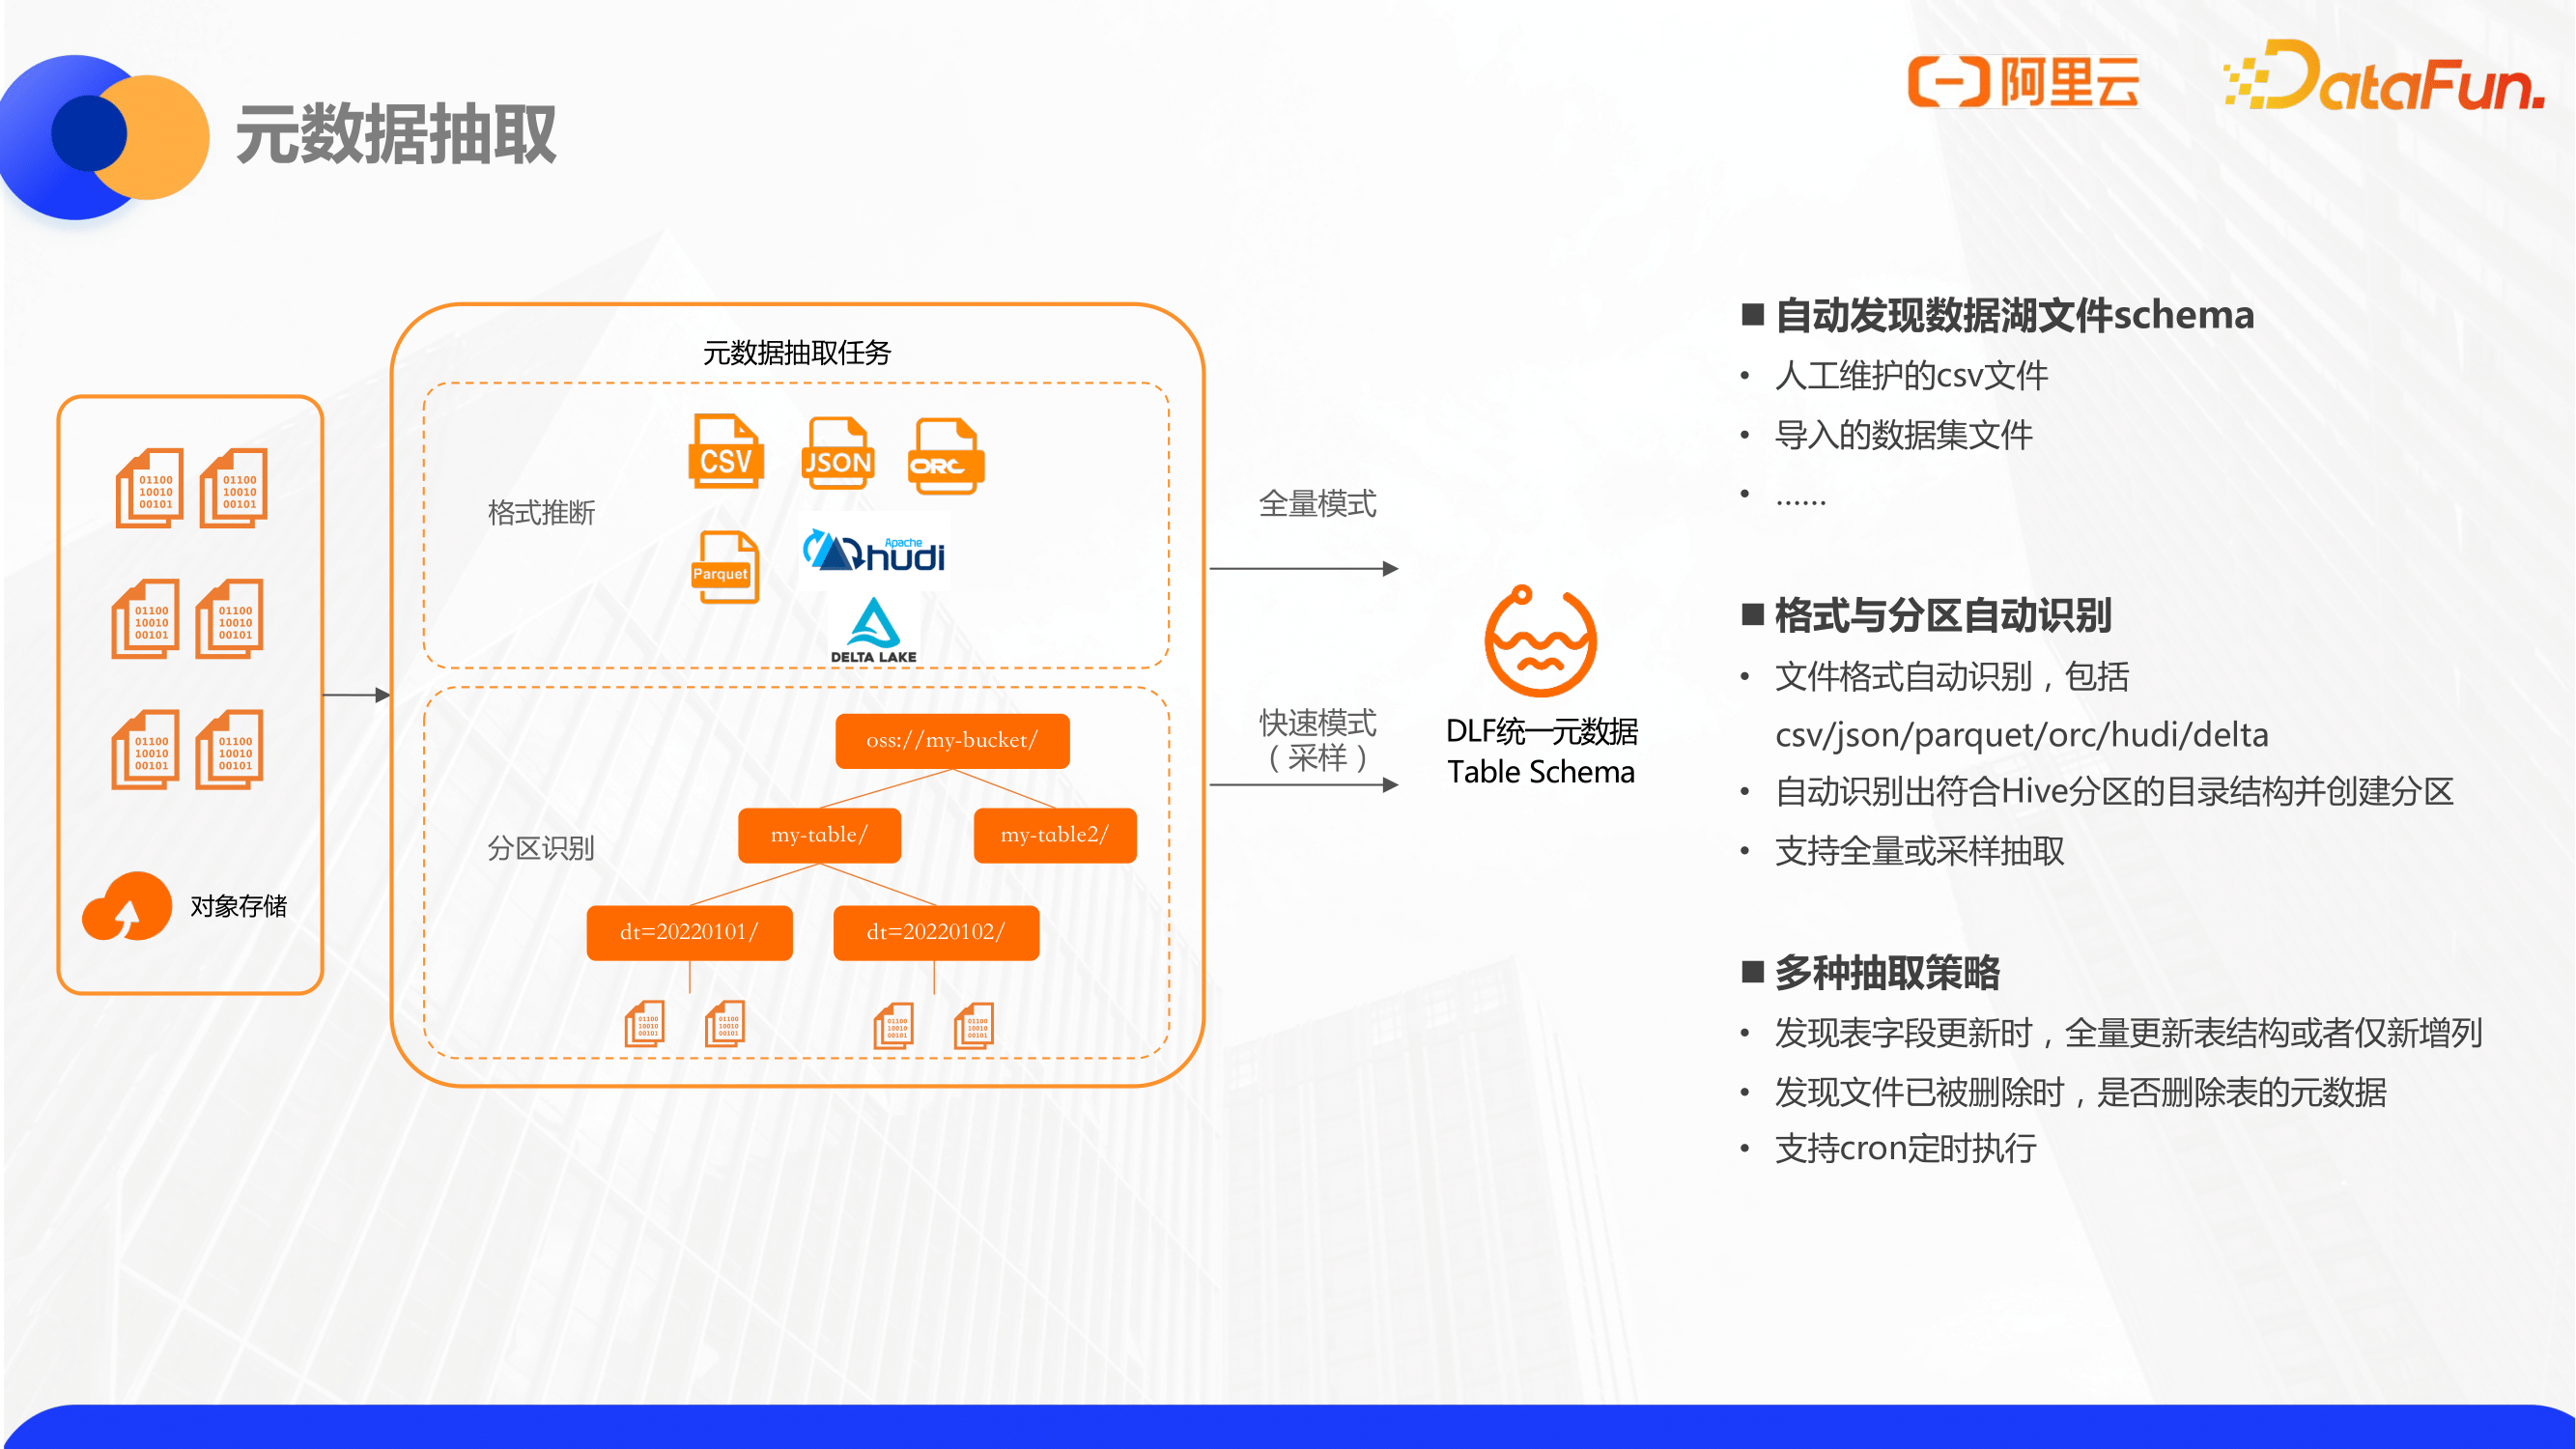 元数据抽取
阿里云
DataFun.
01100
10010
00101
01100
10010
00101
01100
10010
00101
01100
10010
00101
01100
10010
00101
01100
10010
00101
对象存储
元数据抽取任务
格式推断
CSV
JSON
ORC
Parquet
Apache
hudi
DELTA LAKE
分区识别
oss://my-bucket/
my-table/
my-table2/
dt=20220101/
dt=20220102/
01100
10010
00101
01100
10010
00101
01100
10010
00101
01100
10010
00101
全量模式
快速模式
（采样）
DLF统一元数据
Table Schema
■ 自动发现数据湖文件schema
• 人工维护的csv文件
• 导入的数据集文件
• ……
■ 格式与分区自动识别
• 文件格式自动识别，包括
csv/json/parquet/orc/hudi/delta
• 自动识别出符合Hive分区的目录结构并创建分区
• 支持全量或采样抽取
■ 多种抽取策略
• 发现表字段更新时，全量更新表结构或者仅新增列
• 发现文件已被删除时，是否删除表的元数据
• 支持cron定时执行